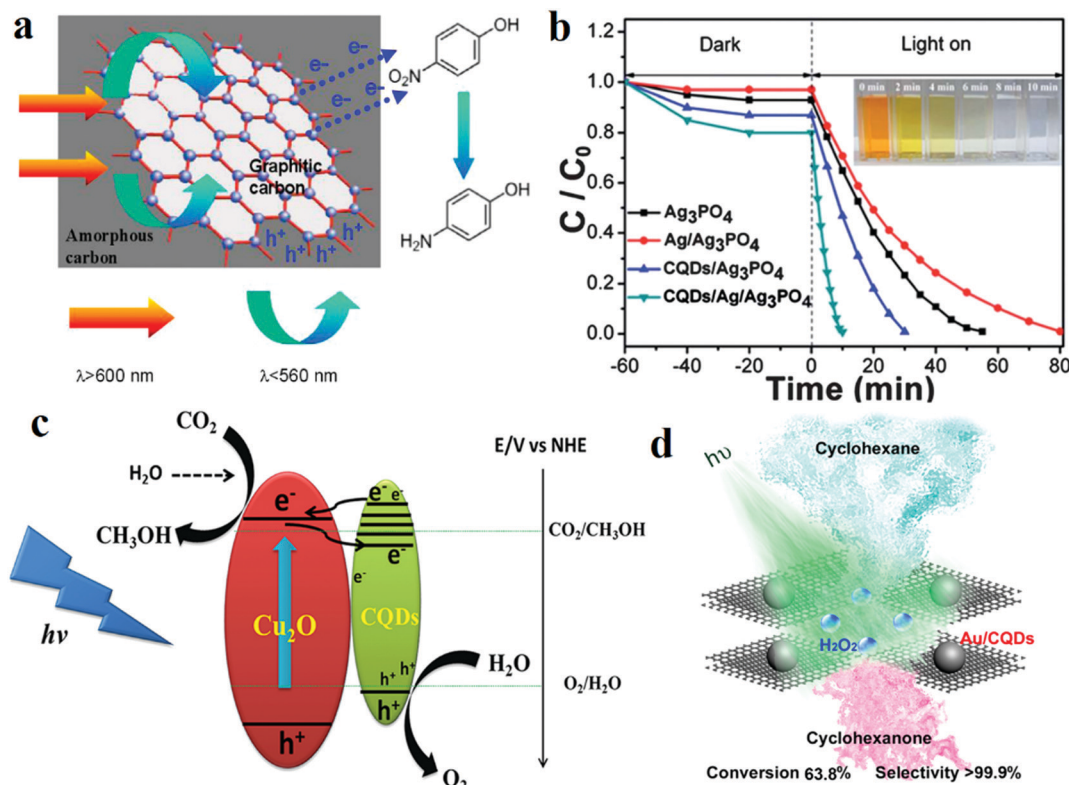 a
e-
e-
e-
e-
OH
O₂N
Graphitic
carbon
h⁺
h⁺ h⁺ h⁺
Amorphous
carbon
H₂N
OH
λ>600 nm
λ<560 nm
b
Dark
Light on
0 min 2 min 4 min 6 min 8 min 10 min
Ag₃PO₄
Ag/Ag₃PO₄
CQDs/Ag₃PO₄
CQDs/Ag/Ag₃PO₄
C / C₀
1.0
0.8
0.6
0.4
0.2
0.0
-60 -40 -20 0 20 40 60 80
Time (min)
c
CO₂
H₂O
CH₃OH
hν
e⁻
Cu₂O
h⁺
e⁻ e⁻
e⁻
e⁻
CQDs
h⁺ h⁺
h⁺
H₂O
O₂
E/V vs NHE
CO₂/CH₃OH
O₂/H₂O
d
hυ
Cyclohexane
H₂O₂
Au/CQDs
Cyclohexanone
Conversion 63.8% Selectivity >99.9%